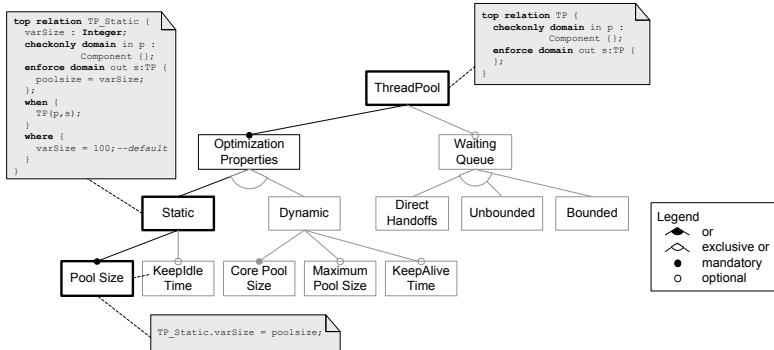 top relation TP_Static {
varSize : Integer;
checkonly domain in p :
Component {};
enforce domain out s:TP {
poolsize = varSize;
};
when {
TP(p,s);
}
where {
varSize = 100;--default
}
}
top relation TP {
checkonly domain in p :
Component {};
enforce domain out s:TP {
};
}
ThreadPool
Optimization
Properties
Waiting
Queue
Static
Dynamic
Direct
Handoffs
Unbounded
Bounded
Pool Size
KeepIdle
Time
Core Pool
Size
Maximum
Pool Size
KeepAlive
Time
TP_Static.varSize = poolsize;
Legend
or
exclusive or
mandatory
optional